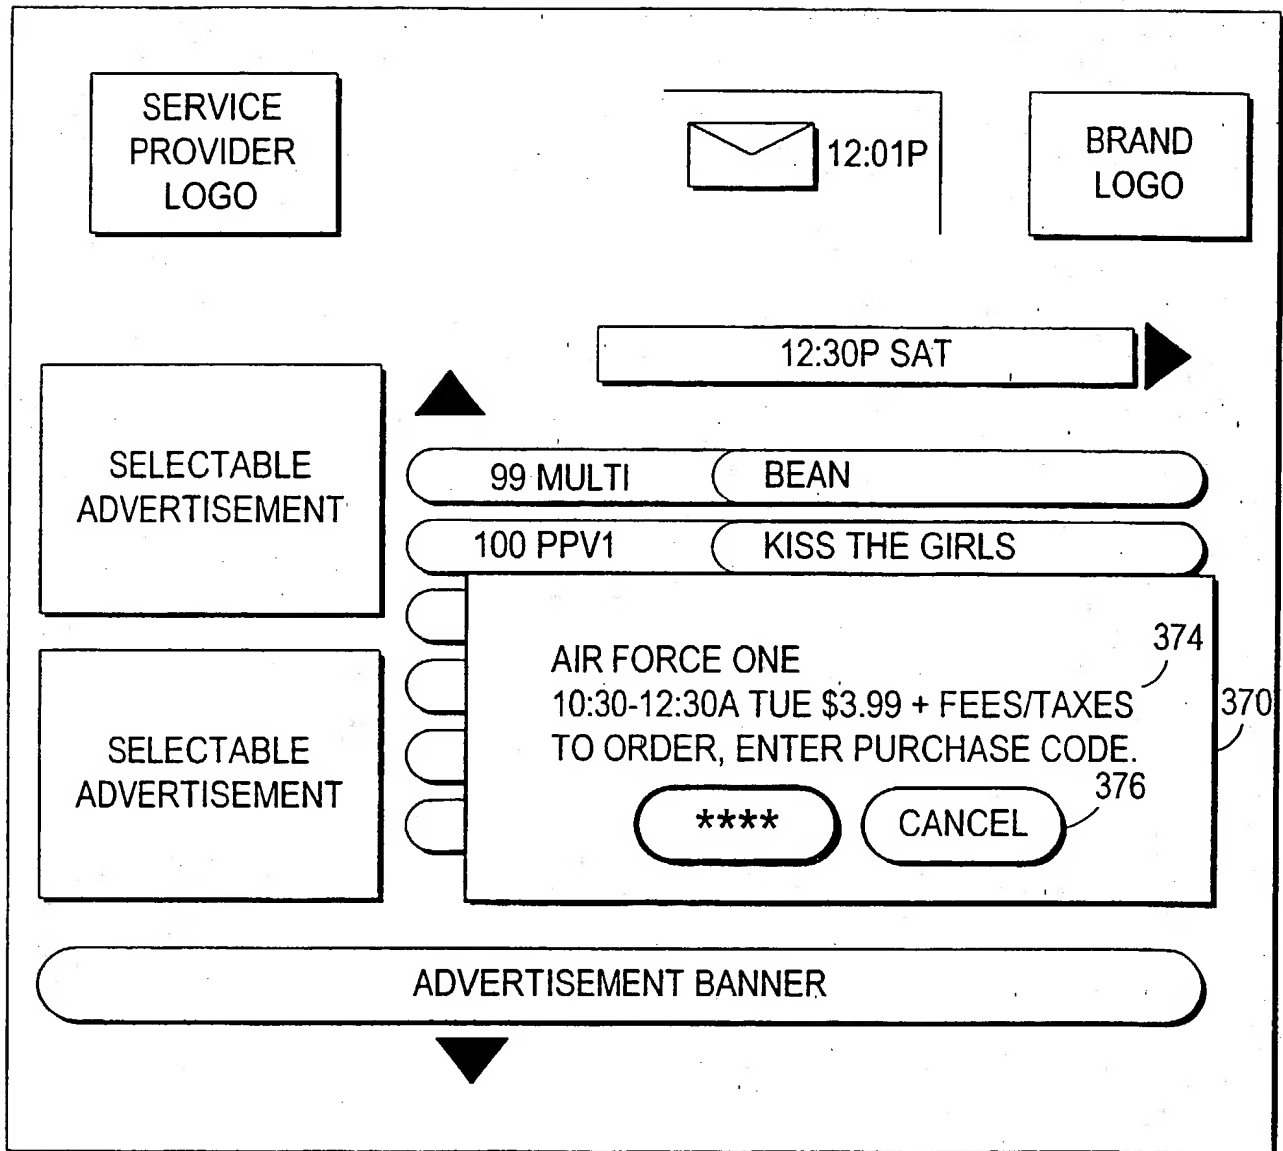 SERVICE
PROVIDER
LOGO
12:01P
BRAND
LOGO
12:30P SAT
SELECTABLE
ADVERTISEMENT
99 MULTI BEAN
100 PPV1 KISS THE GIRLS
374
AIR FORCE ONE
10:30-12:30A TUE $3.99 + FEES/TAXES
370
TO ORDER, ENTER PURCHASE CODE.
376
**** CANCEL
SELECTABLE
ADVERTISEMENT
ADVERTISEMENT BANNER